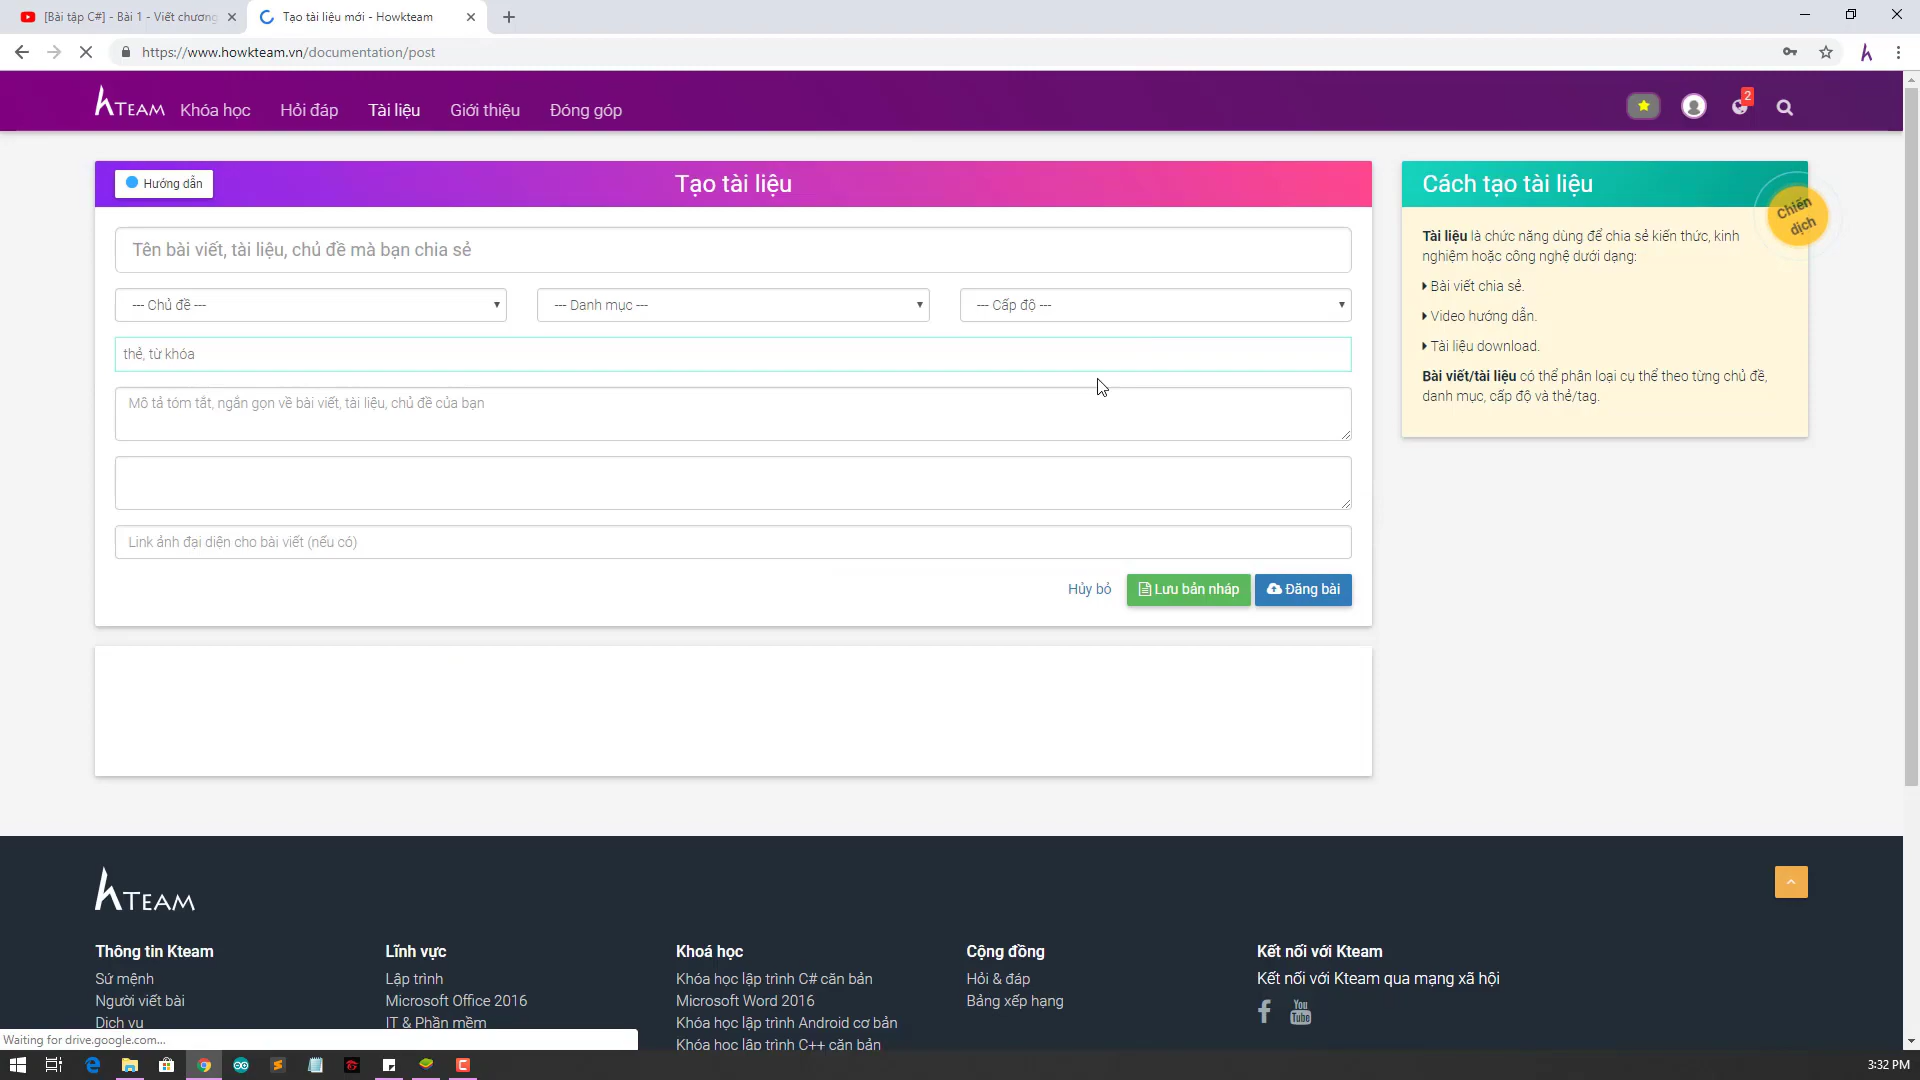 [Bài tập C#] - Bài 1 - Viết chương
Tạo tài liệu mới - Howkteam
https://www.howkteam.vn/documentation/post
KTEAM
Khóa học
Hỏi đáp
Tài liệu
Giới thiệu
Đóng góp
2
Hướng dẫn
Tạo tài liệu
Tên bài viết, tài liệu, chủ đề mà bạn chia sẻ
--- Chủ đề ---
--- Danh mục ---
--- Cấp độ ---
thẻ, từ khóa
Mô tả tóm tắt, ngắn gọn về bài viết, tài liệu, chủ đề của bạn
Link ảnh đại diện cho bài viết (nếu có)
Hủy bỏ
Lưu bản nháp
Đăng bài
Cách tạo tài liệu
Chiến
dịch
Tài liệu là chức năng dùng để chia sẻ kiến thức, kinh
nghiệm hoặc công nghệ dưới dạng:
Bài viết chia sẻ.
Video hướng dẫn.
Tài liệu download.
Bài viết/tài liệu có thể phân loại cụ thể theo từng chủ đề,
danh mục, cấp độ và thẻ/tag.
KTEAM
Thông tin Kteam
Sứ mệnh
Người viết bài
Dịch vụ
Lĩnh vực
Lập trình
Microsoft Office 2016
IT & Phần mềm
Khoá học
Khóa học lập trình C# căn bản
Microsoft Word 2016
Khóa học lập trình Android cơ bản
Khóa học lập trình C++ căn bản
Cộng đồng
Hỏi & đáp
Bảng xếp hạng
Kết nối với Kteam
Kết nối với Kteam qua mạng xã hội
You
Tube
Waiting for drive.google.com...
3:32 PM